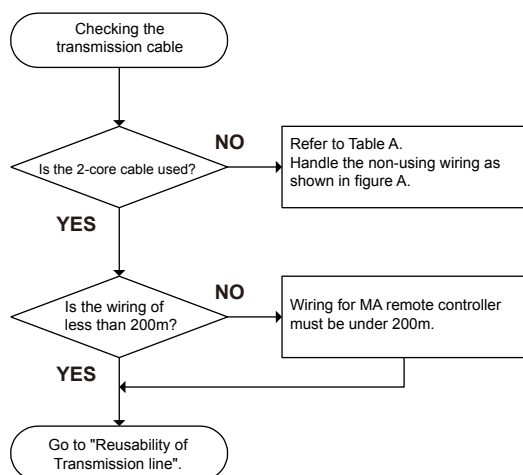 Checking the
transmission cable
Is the 2-core cable used?
NO
Refer to Table A.
Handle the non-using wiring as
shown in figure A.
YES
Is the wiring of
less than 200m?
NO
Wiring for MA remote controller
must be under 200m.
YES
Go to "Reusability of
Transmission line".